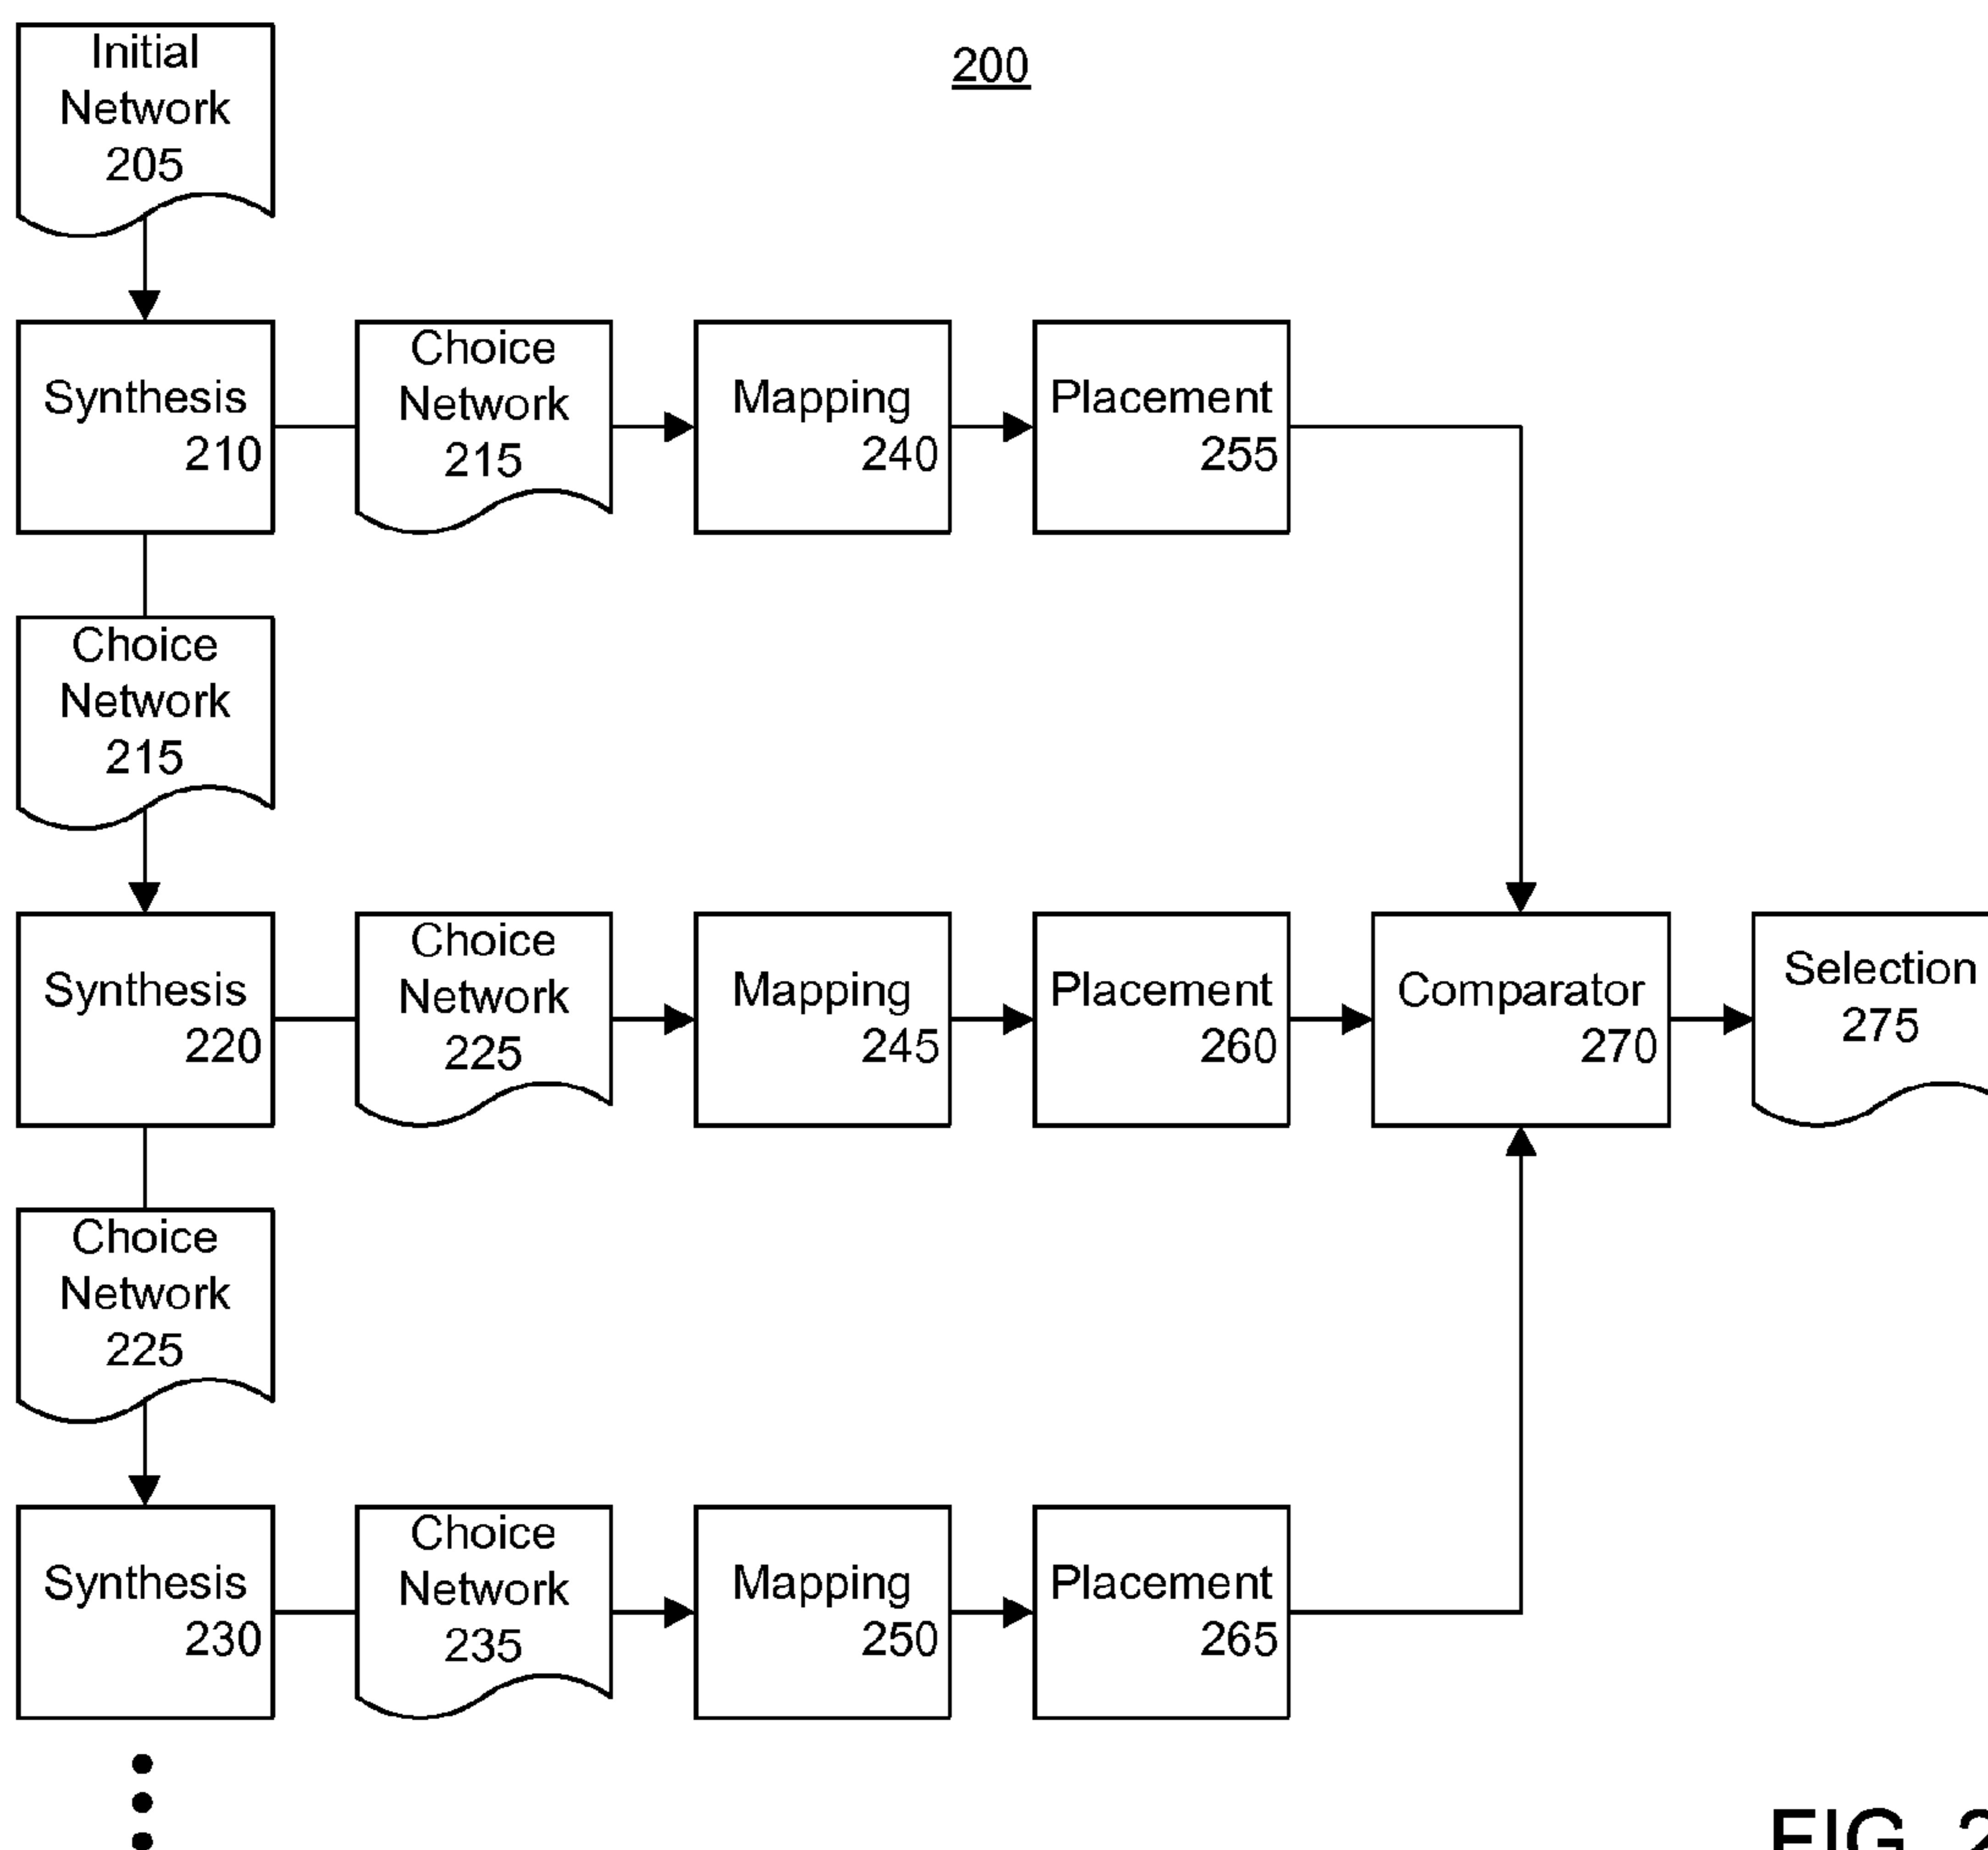 Initial
Network
205
200
Synthesis
210
Choice
Network
215
Mapping
240
Placement
255
Choice
Network
215
Synthesis
220
Choice
Network
225
Mapping
245
Placement
260
Comparator
270
Selection
275
Choice
Network
225
Synthesis
230
Choice
Network
235
Mapping
250
Placement
265
FIG. 2